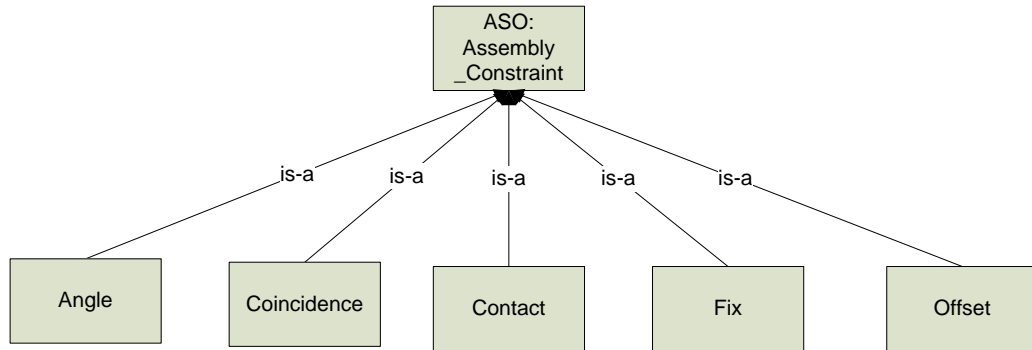 ASO:
Assembly
_Constraint
is-a
is-a
is-a
is-a
is-a
Angle
Coincidence
Contact
Fix
Offset